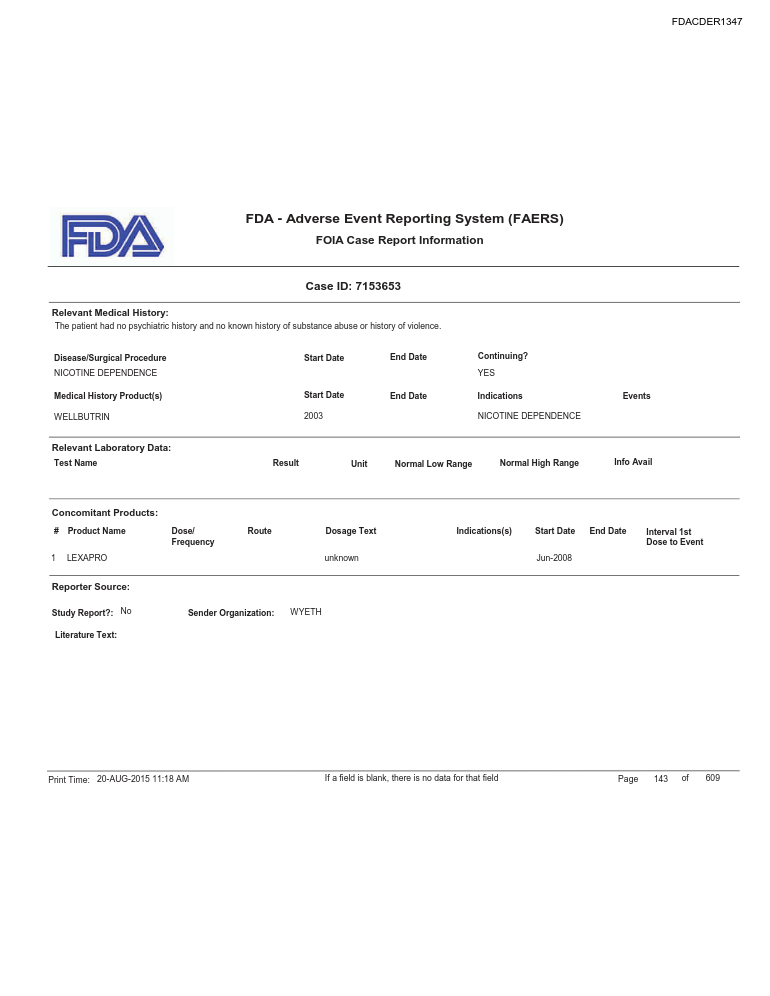 FDACDER1347
FDA
FDA - Adverse Event Reporting System (FAERS)
FOIA Case Report Information
Case ID: 7153653
Relevant Medical History:
The patient had no psychiatric history and no known history of substance abuse or history of violence.
Disease/Surgical Procedure Start Date End Date Continuing?
NICOTINE DEPENDENCE YES
Medical History Product(s) Start Date End Date Indications Events
WELLBUTRIN 2003 NICOTINE DEPENDENCE
Relevant Laboratory Data:
Test Name Result Unit Normal Low Range Normal High Range Info Avail
Concomitant Products:
# Product Name Dose/ Route Dosage Text Indications(s) Start Date End Date Interval 1st
Frequency Dose to Event
1 LEXAPRO unknown Jun-2008
Reporter Source:
Study Report?: No Sender Organization: WYETH
Literature Text:
Print Time: 20-AUG-2015 11:18 AM If a field is blank, there is no data for that field Page 143 of 609